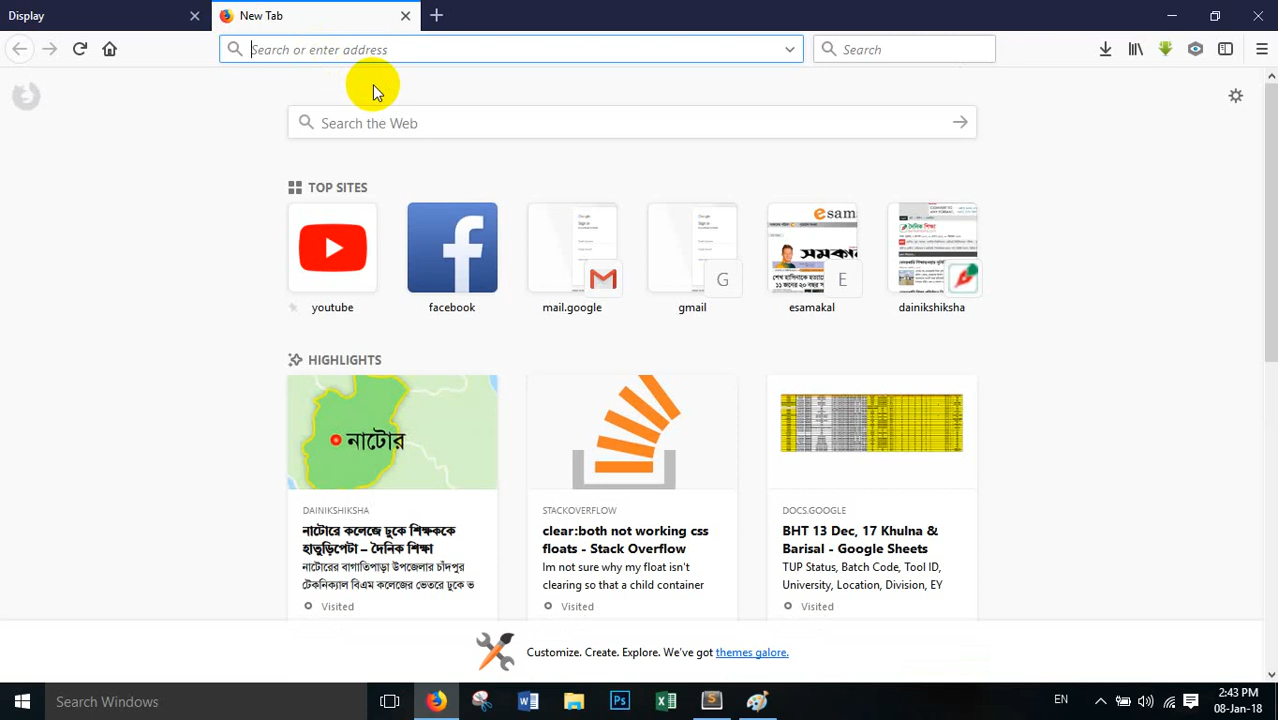 Display
New Tab
Search or enter address
Search
Search the Web
TOP SITES
esama
সমকাল
G
E
youtube
facebook
mail.google
gmail
esamakal
dainikshiksha
HIGHLIGHTS
নাটোর
DAINIKSHIKSHA
STACKOVERFLOW
DOCS.GOOGLE
নাটোরে কলেজে ঢুকে শিক্ষককে
হাতুড়িপেটা – দৈনিক শিক্ষা
clear:both not working css
floats - Stack Overflow
BHT 13 Dec, 17 Khulna &
Barisal - Google Sheets
নাটোরের বাগাতিপাড়া উপজেলার চাঁদপুর
টেকনিক্যাল বিএম কলেজের ভেতরে ঢুকে ভ
Im not sure why my float isn't
clearing so that a child container
TUP Status, Batch Code, Tool ID,
University, Location, Division, EY
Visited
Visited
Visited
Customize. Create. Explore. We've got themes galore.
Search Windows
EN
2:43 PM
08-Jan-18